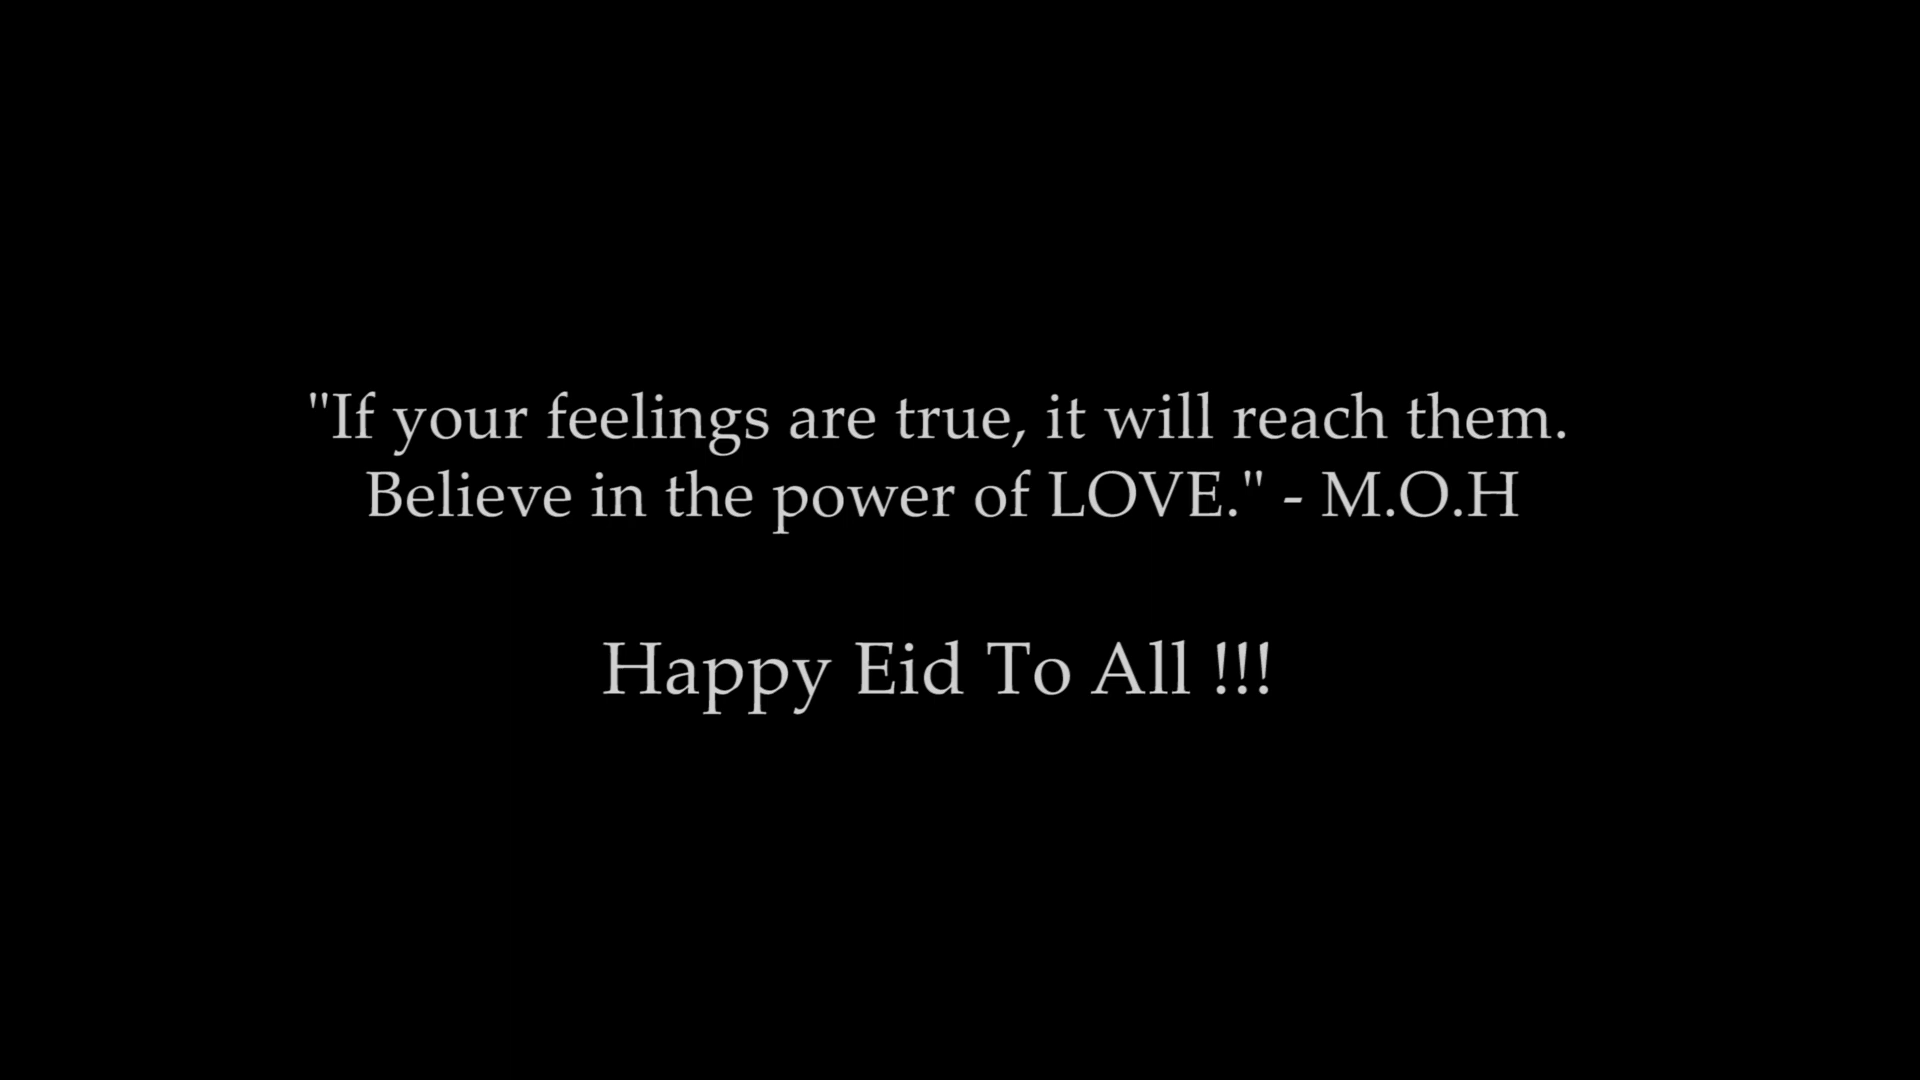 "If your feelings are true, it will reach them.
Believe in the power of LOVE." - M.O.H
Happy Eid To All !!!